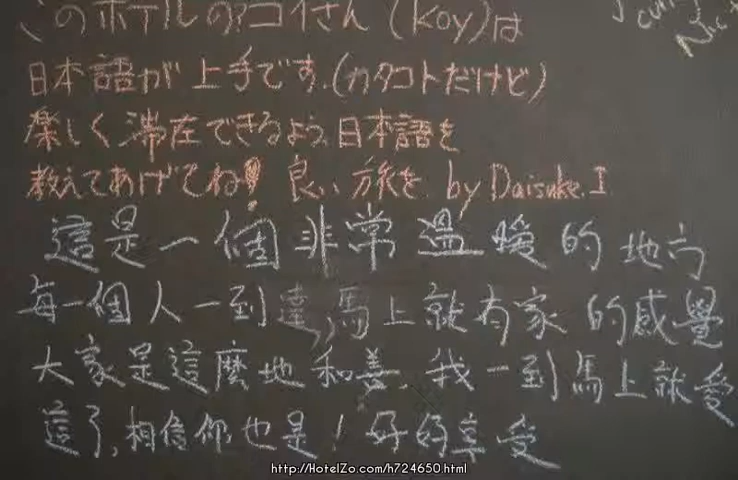 このホテルのコイさん (Koy)は
日本語が上手です.(カタコトだけど)
楽しく滞在できるよう、日本語を
教えてあげてね! 良い旅を. by Daisuke. I
這是一個非常溫暖的地方
每一個人一到達,馬上就有家的感覺
大家是這麼地和善,我一到馬上就愛
這了,相信你也是!好好享受
http://HotelZo.com/h724650.html